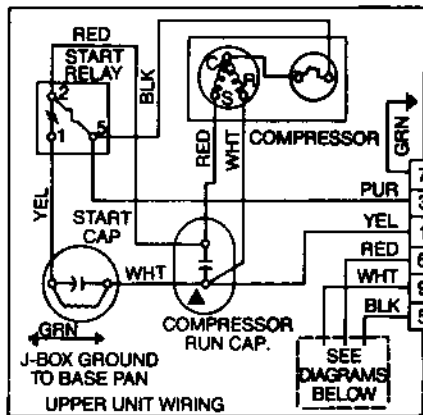 RED
START
RELAY
2
5
1
BLK
C
R
S
COMPRESSOR
RED
WHT
GRN
7
PUR
3
YEL
YEL
1
START
CAP
RED
6
WHT
WHT
9
BLK
5
COMPRESSOR
RUN CAP.
GRN
J-BOX GROUND
TO BASE PAN
SEE
DIAGRAMS
BELOW
UPPER UNIT WIRING